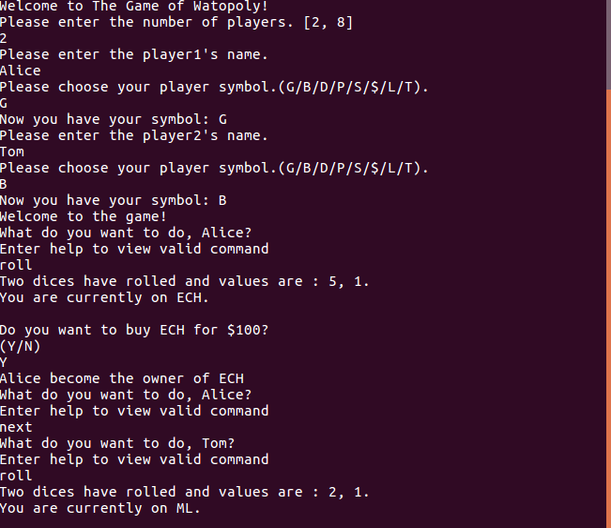 Welcome to The Game of Watopoly!
Please enter the number of players. [2, 8]
2
Please enter the player1's name.
Alice
Please choose your player symbol.(G/B/D/P/S/$/L/T).
G
Now you have your symbol: G
Please enter the player2's name.
Tom
Please choose your player symbol.(G/B/D/P/S/$/L/T).
B
Now you have your symbol: B
Welcome to the game!
What do you want to do, Alice?
Enter help to view valid command
roll
Two dices have rolled and values are : 5, 1.
You are currently on ECH.
Do you want to buy ECH for $100?
(Y/N)
Y
Alice become the owner of ECH
What do you want to do, Alice?
Enter help to view valid command
next
What do you want to do, Tom?
Enter help to view valid command
roll
Two dices have rolled and values are : 2, 1.
You are currently on ML.